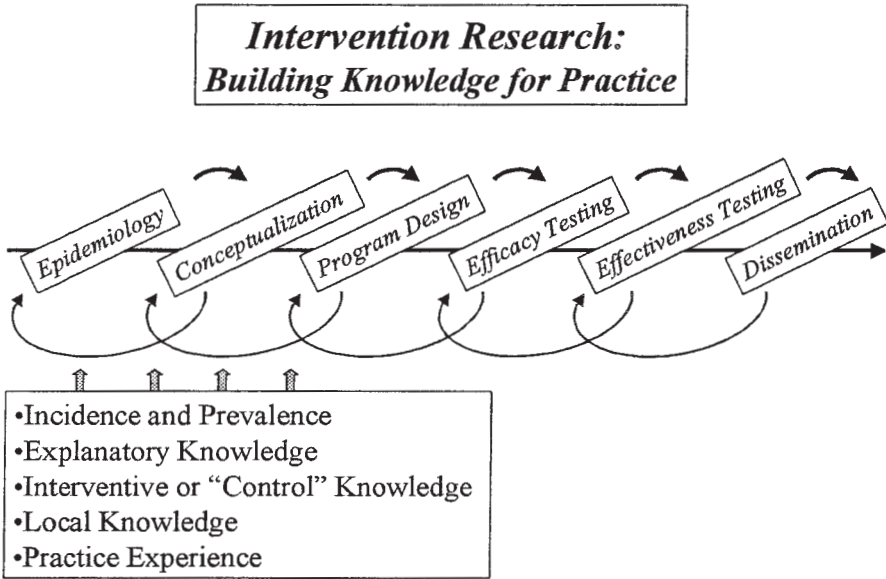 Intervention Research:
Building Knowledge for Practice
Epidemiology
Conceptualization
Program Design
Efficacy Testing
Effectiveness Testing
Dissemination
•Incidence and Prevalence
•Explanatory Knowledge
•Interventive or “Control” Knowledge
•Local Knowledge
•Practice Experience